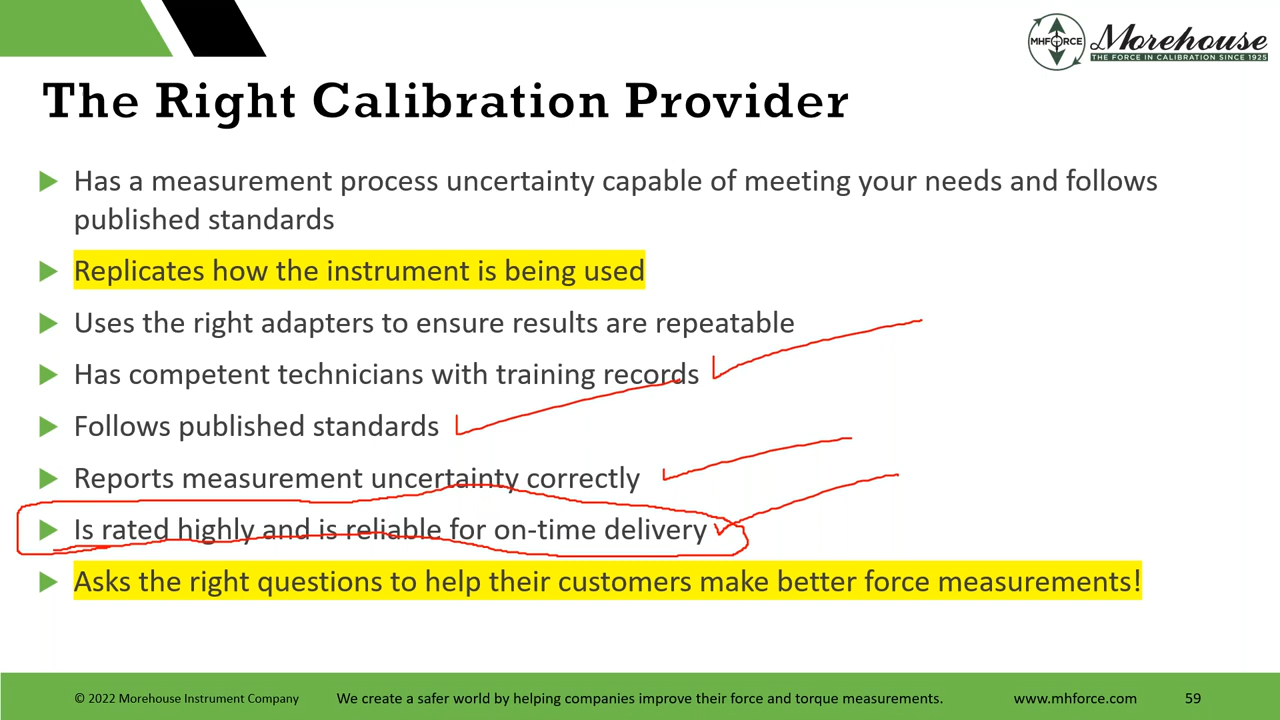 MHFORCE
Morehouse
THE FORCE IN CALIBRATION SINCE 1925
The Right Calibration Provider
Has a measurement process uncertainty capable of meeting your needs and follows
published standards
Replicates how the instrument is being used
Uses the right adapters to ensure results are repeatable
Has competent technicians with training records
Follows published standards
Reports measurement uncertainty correctly
Is rated highly and is reliable for on-time delivery
Asks the right questions to help their customers make better force measurements!
© 2022 Morehouse Instrument Company
We create a safer world by helping companies improve their force and torque measurements.
www.mhforce.com
59